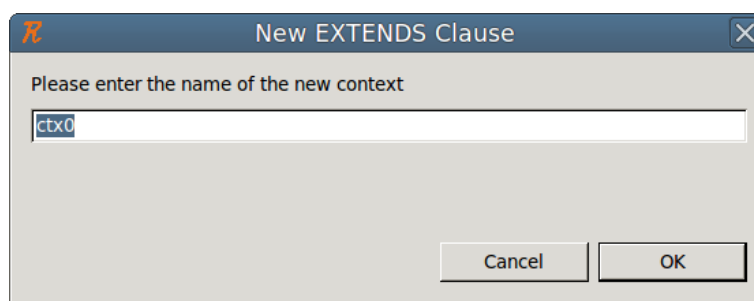 New EXTENDS Clause
Please enter the name of the new context
ctx0
Cancel OK